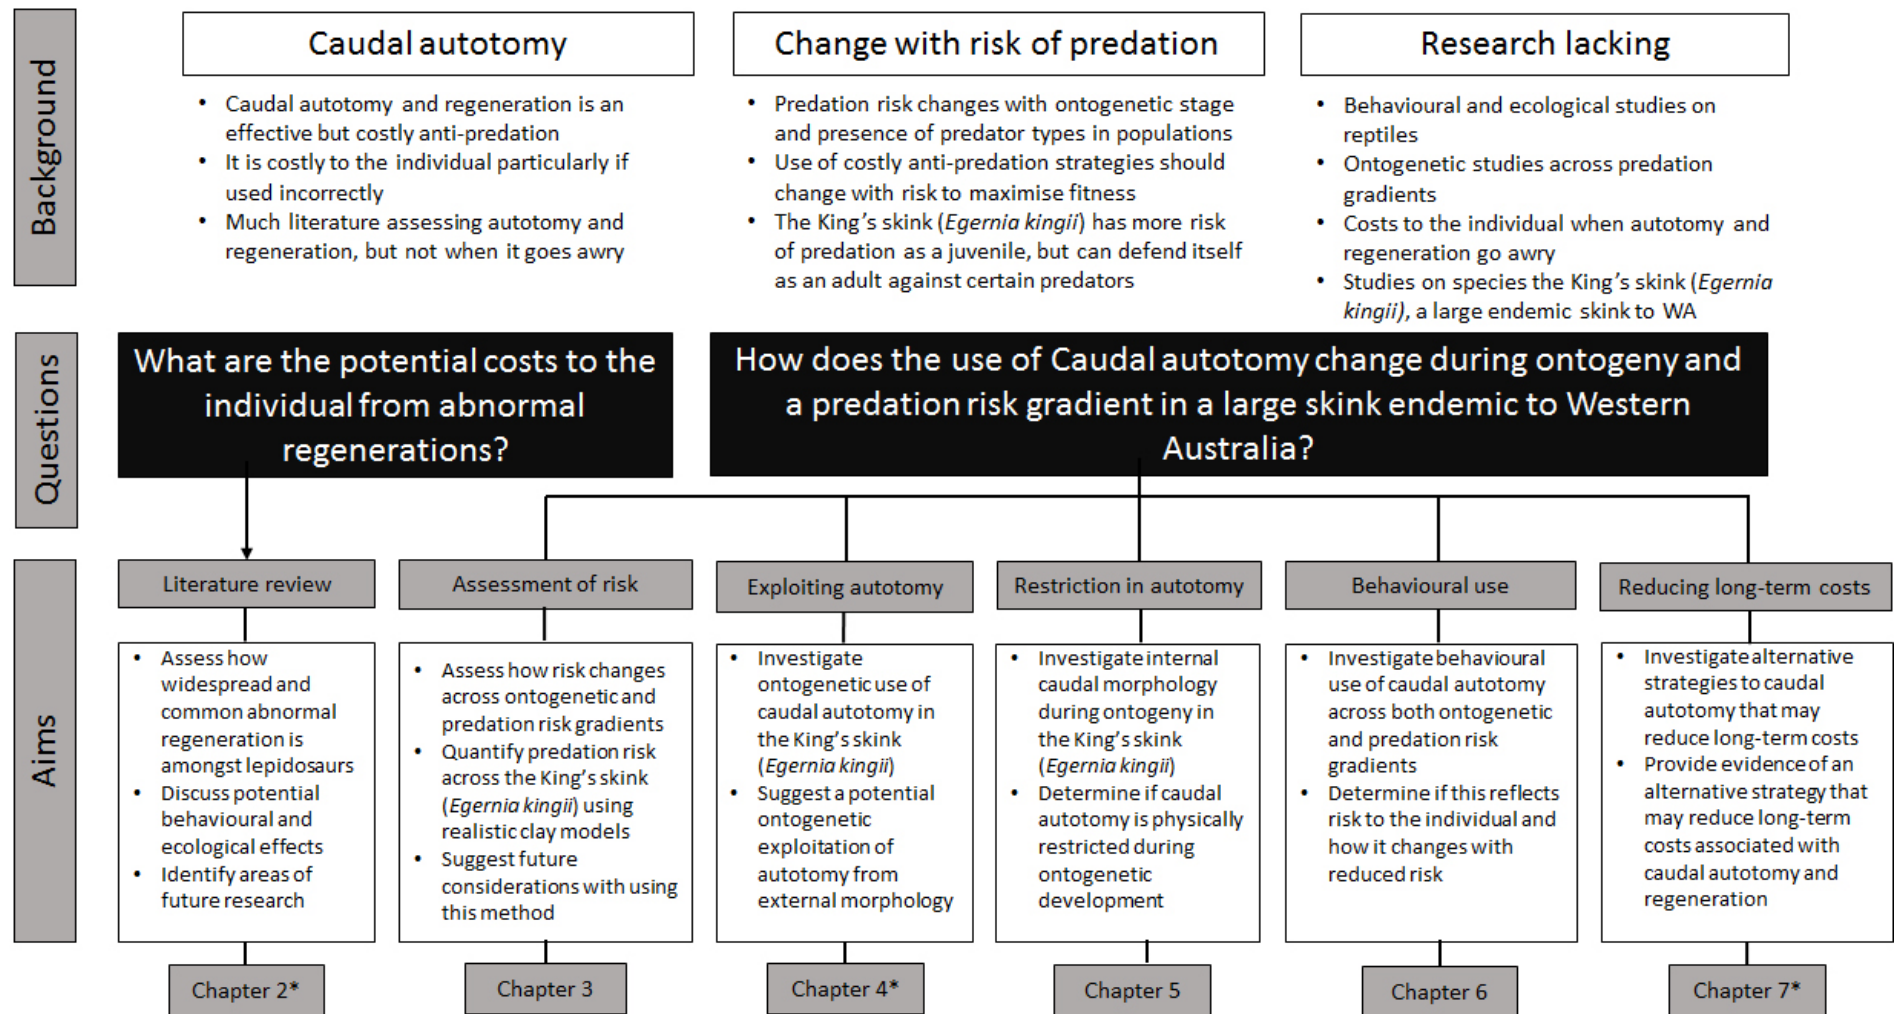 Background
Caudal autotomy
• Caudal autotomy and regeneration is an
effective but costly anti-predation
• It is costly to the individual particularly if
used incorrectly
• Much literature assessing autotomy and
regeneration, but not when it goes awry
Change with risk of predation
• Predation risk changes with ontogenetic stage
and presence of predator types in populations
• Use of costly anti-predation strategies should
change with risk to maximise fitness
• The King's skink (Egernia kingii) has more risk
of predation as a juvenile, but can defend itself
as an adult against certain predators
Research lacking
• Behavioural and ecological studies on
reptiles
• Ontogenetic studies across predation
gradients
• Costs to the individual when autotomy and
regeneration go awry
• Studies on species the King's skink (Egernia
kingii), a large endemic skink to WA
Questions
What are the potential costs to the
individual from abnormal
regenerations?
How does the use of Caudal autotomy change during ontogeny and
a predation risk gradient in a large skink endemic to Western
Australia?
Aims
Literature review
• Assess how
widespread and
common abnormal
regeneration is
amongst lepidosaurs
• Discuss potential
behavioural and
ecological effects
• Identify areas of
future research
Chapter 2*
Assessment of risk
• Assess how risk changes
across ontogenetic and
predation risk gradients
• Quantify predation risk
across the King's skink
(Egernia kingii) using
realistic clay models
• Suggest future
considerations with using
this method
Chapter 3
Exploiting autotomy
• Investigate
ontogenetic use of
caudal autotomy in
the King's skink
(Egernia kingii)
• Suggest a potential
ontogenetic
exploitation of
autotomy from
external morphology
Chapter 4*
Restriction in autotomy
• Investigate internal
caudal morphology
during ontogeny in
the King's skink
(Egernia kingii)
• Determine if caudal
autotomy is physically
restricted during
ontogenetic
development
Chapter 5
Behavioural use
• Investigate behavioural
use of caudal autotomy
across both ontogenetic
and predation risk
gradients
• Determine if this reflects
risk to the individual and
how it changes with
reduced risk
Chapter 6
Reducing long-term costs
• Investigate alternative
strategies to caudal
autotomy that may
reduce long-term costs
• Provide evidence of an
alternative strategy that
may reduce long-term
costs associated with
caudal autotomy and
regeneration
Chapter 7*